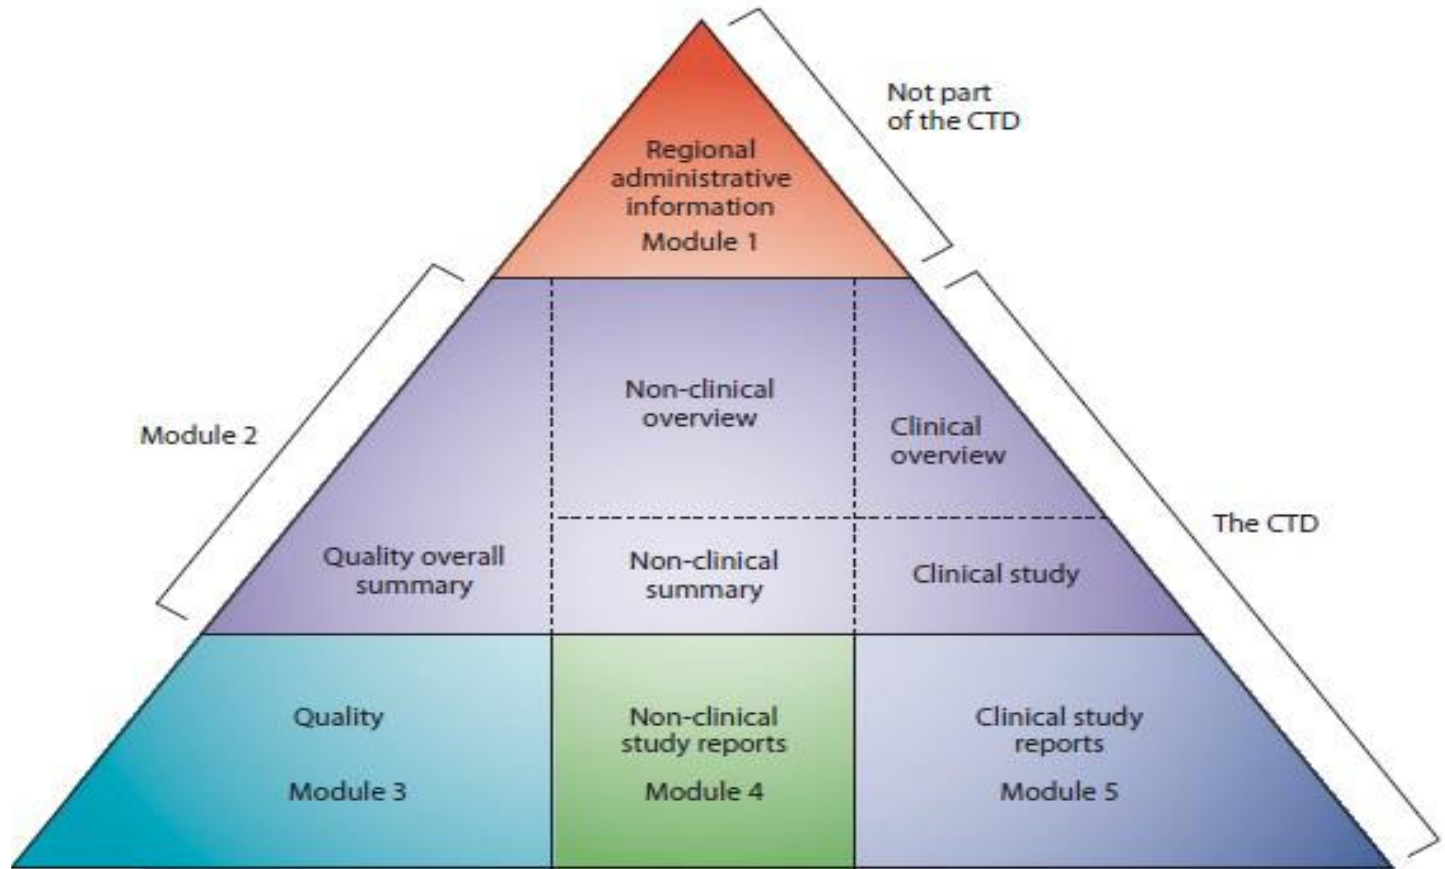 Not part
of the CTD
Regional
administrative
information
Module 1
Module 2
Non-clinical
overview
Clinical
overview
The CTD
Quality overall
summary
Non-clinical
summary
Clinical study
Quality
Module 3
Non-clinical
study reports
Module 4
Clinical study
reports
Module 5